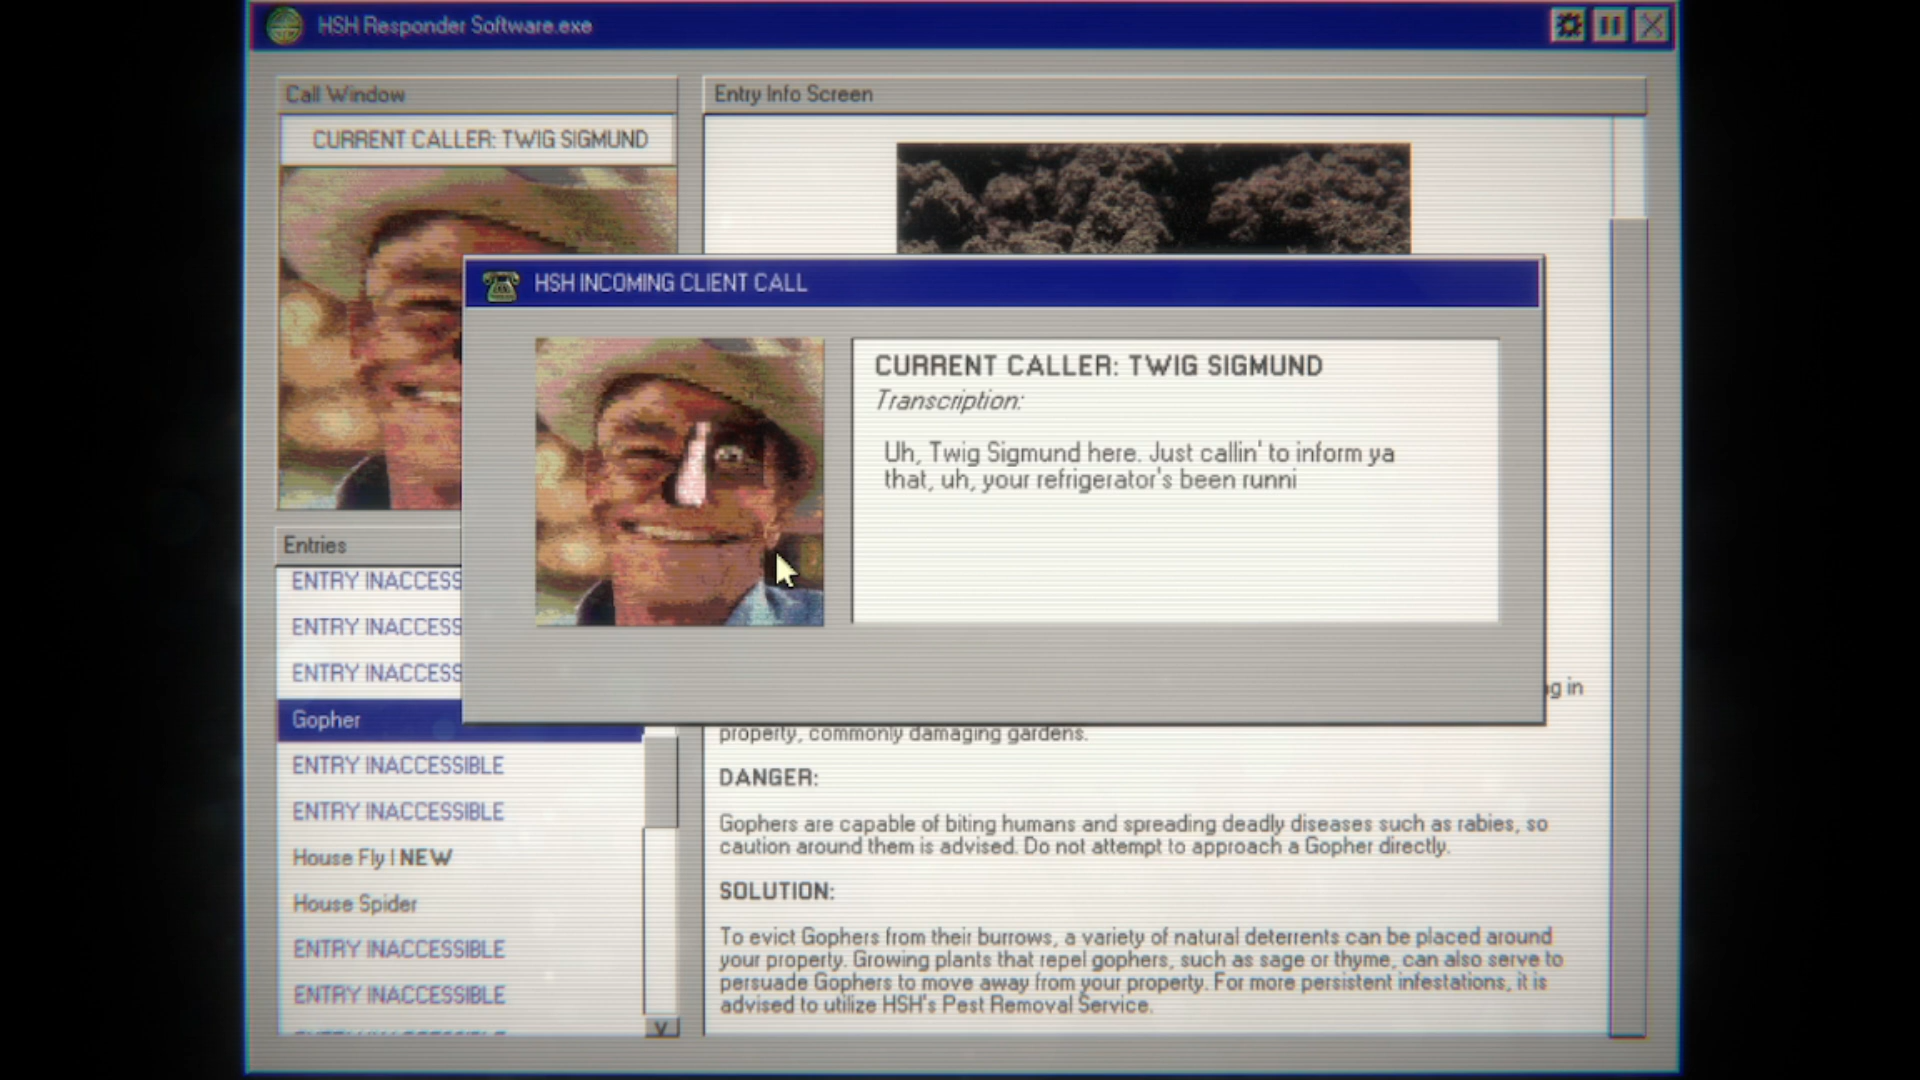 HSH Responder Software.exe
Call Window
CURRENT CALLER: TWIG SIGMUND
Entry Info Screen
HSH INCOMING CLIENT CALL
CURRENT CALLER: TWIG SIGMUND
Transcription:
Uh, Twig Sigmund here. Just callin' to inform ya
that, uh, your refrigerator's been runni
Entries
ENTRY INACCESS
ENTRY INACCESS
ENTRY INACCESS
Gopher
ENTRY INACCESSIBLE
ENTRY INACCESSIBLE
House Fly | NEW
House Spider
ENTRY INACCESSIBLE
ENTRY INACCESSIBLE
in
property, commonly damaging gardens.
DANGER:
Gophers are capable of biting humans and spreading deadly diseases such as rabies, so
caution around them is advised. Do not attempt to approach a Gopher directly.
SOLUTION:
To evict Gophers from their burrows, a variety of natural deterrents can be placed around
your property. Growing plants that repel gophers, such as sage or thyme, can also serve to
persuade Gophers to move away from your property. For more persistent infestations, it is
advised to utilize HSH's Pest Removal Service.